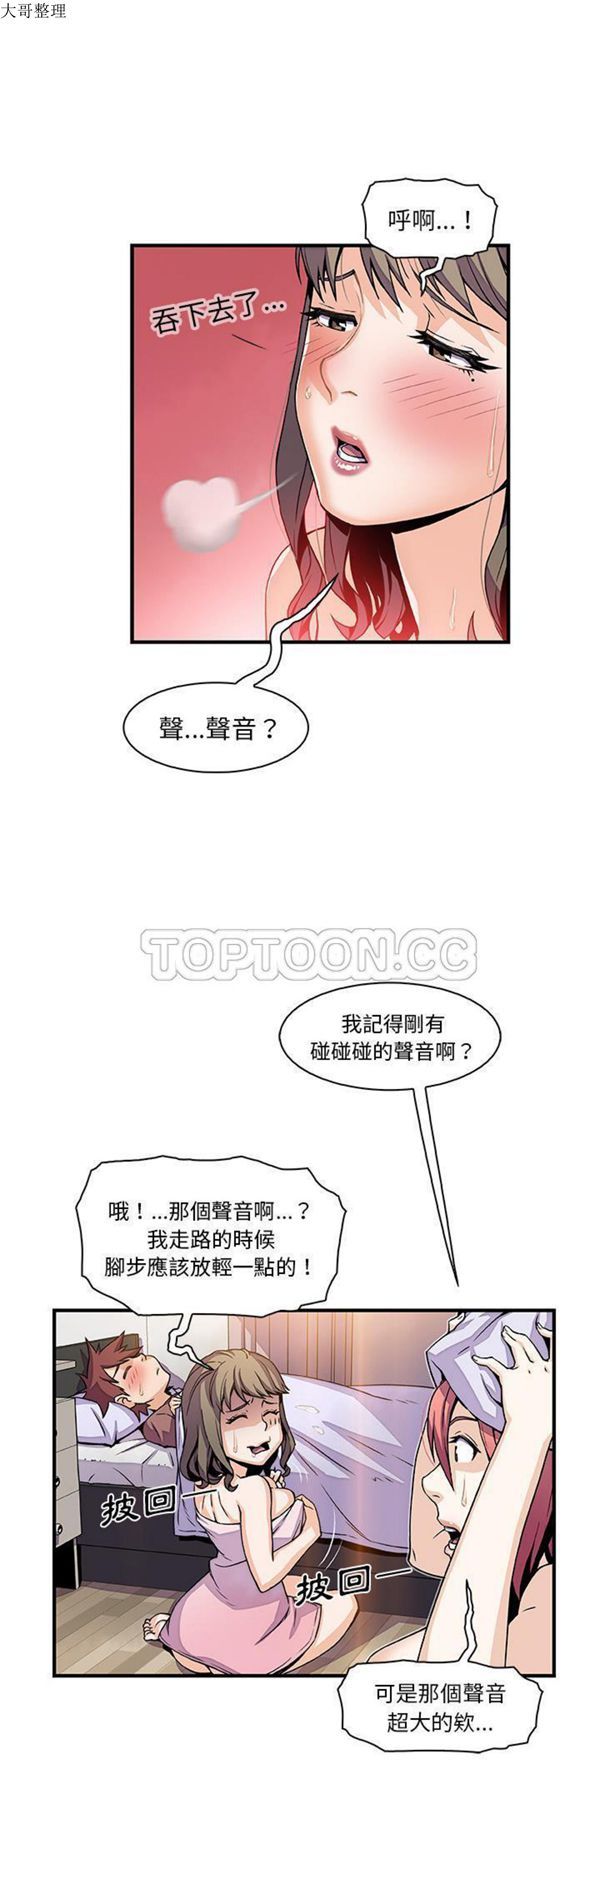 大哥整理
呼啊...！
吞下去了...
聲...聲音？
TOPTOON.CC
我記得剛有
碰碰碰的聲音啊？
哦！...那個聲音啊...？
我走路的時候
腳步應該放輕一點的！
披回一
披回一
可是那個聲音
超大的欸...